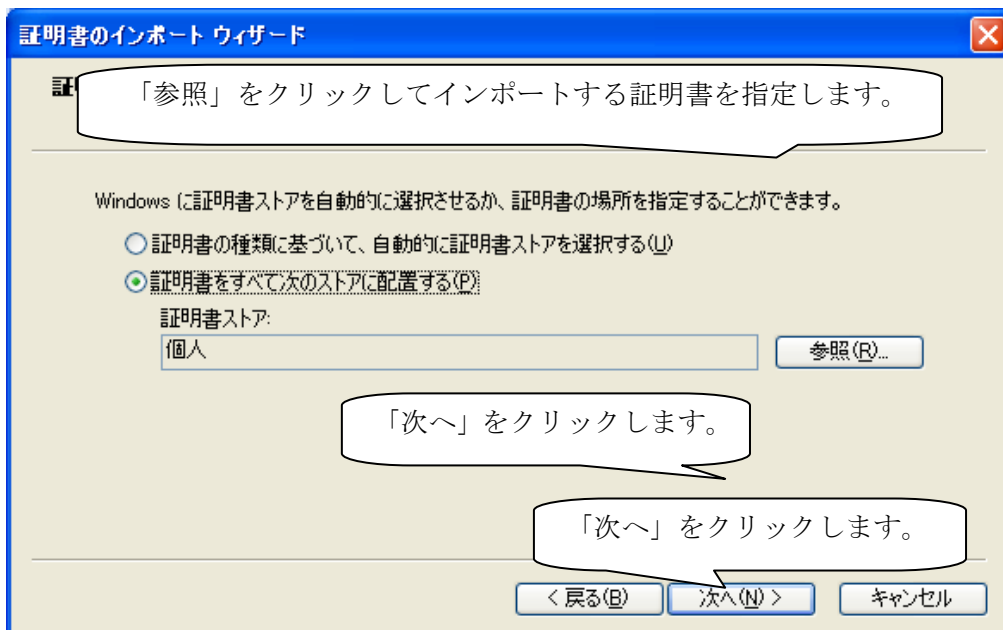 証明書のインポート ウィザード
証
「参照」をクリックしてインポートする証明書を指定します。
Windows に証明書ストアを自動的に選択させるか、証明書の場所を指定することができます。
証明書の種類に基づいて、自動的に証明書ストアを選択する(U)
証明書をすべて次のストアに配置する(P)
証明書ストア:
個人
参照(R)...
「次へ」をクリックします。
「次へ」をクリックします。
< 戻る(B)
次へ(N) >
キャンセル